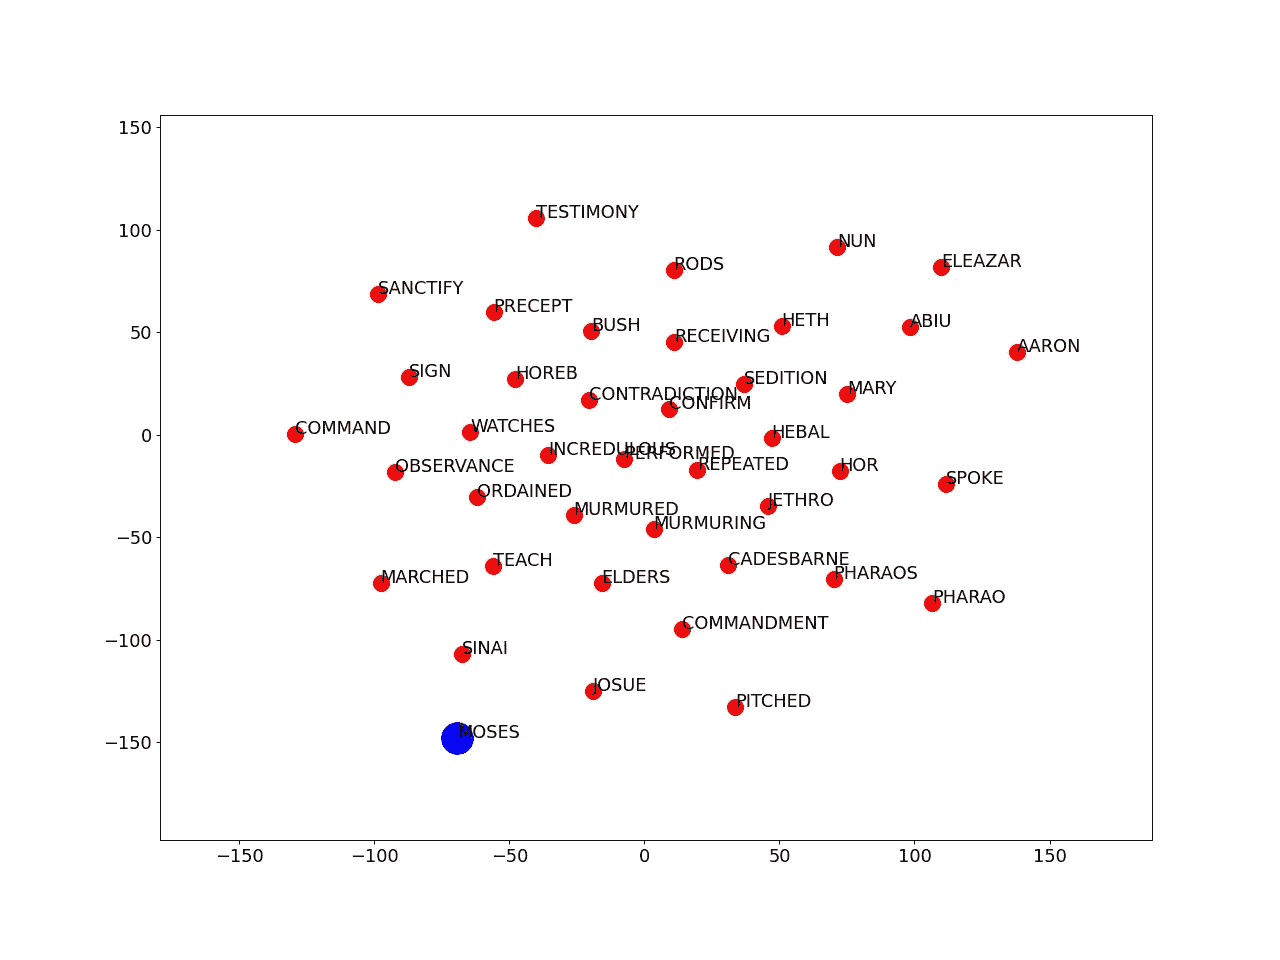 150
TESTIMONY
NUN
100
RODS
ELEAZAR
SANCTIFY
PRECEPT
BUSH
HETH
ABIU
50
RECEIVING
AARON
SIGN
HOREB
SEDITION
MARY
CONTRADICTION
CONFIRM
COMMAND
WATCHES
HEBAL
0
INCREDULOUS
PERFORMED
REPEATED
OBSERVANCE
HOR
SPOKE
ORDAINED
JETHRO
MURMURED
MURMURING
−50
TEACH
CADESBARNE
MARCHED
ELDERS
PHARAOS
PHARAO
COMMANDMENT
−100
SINAI
JOSUE
PITCHED
MOSES
−150
−150 −100 −50 0 50 100 150